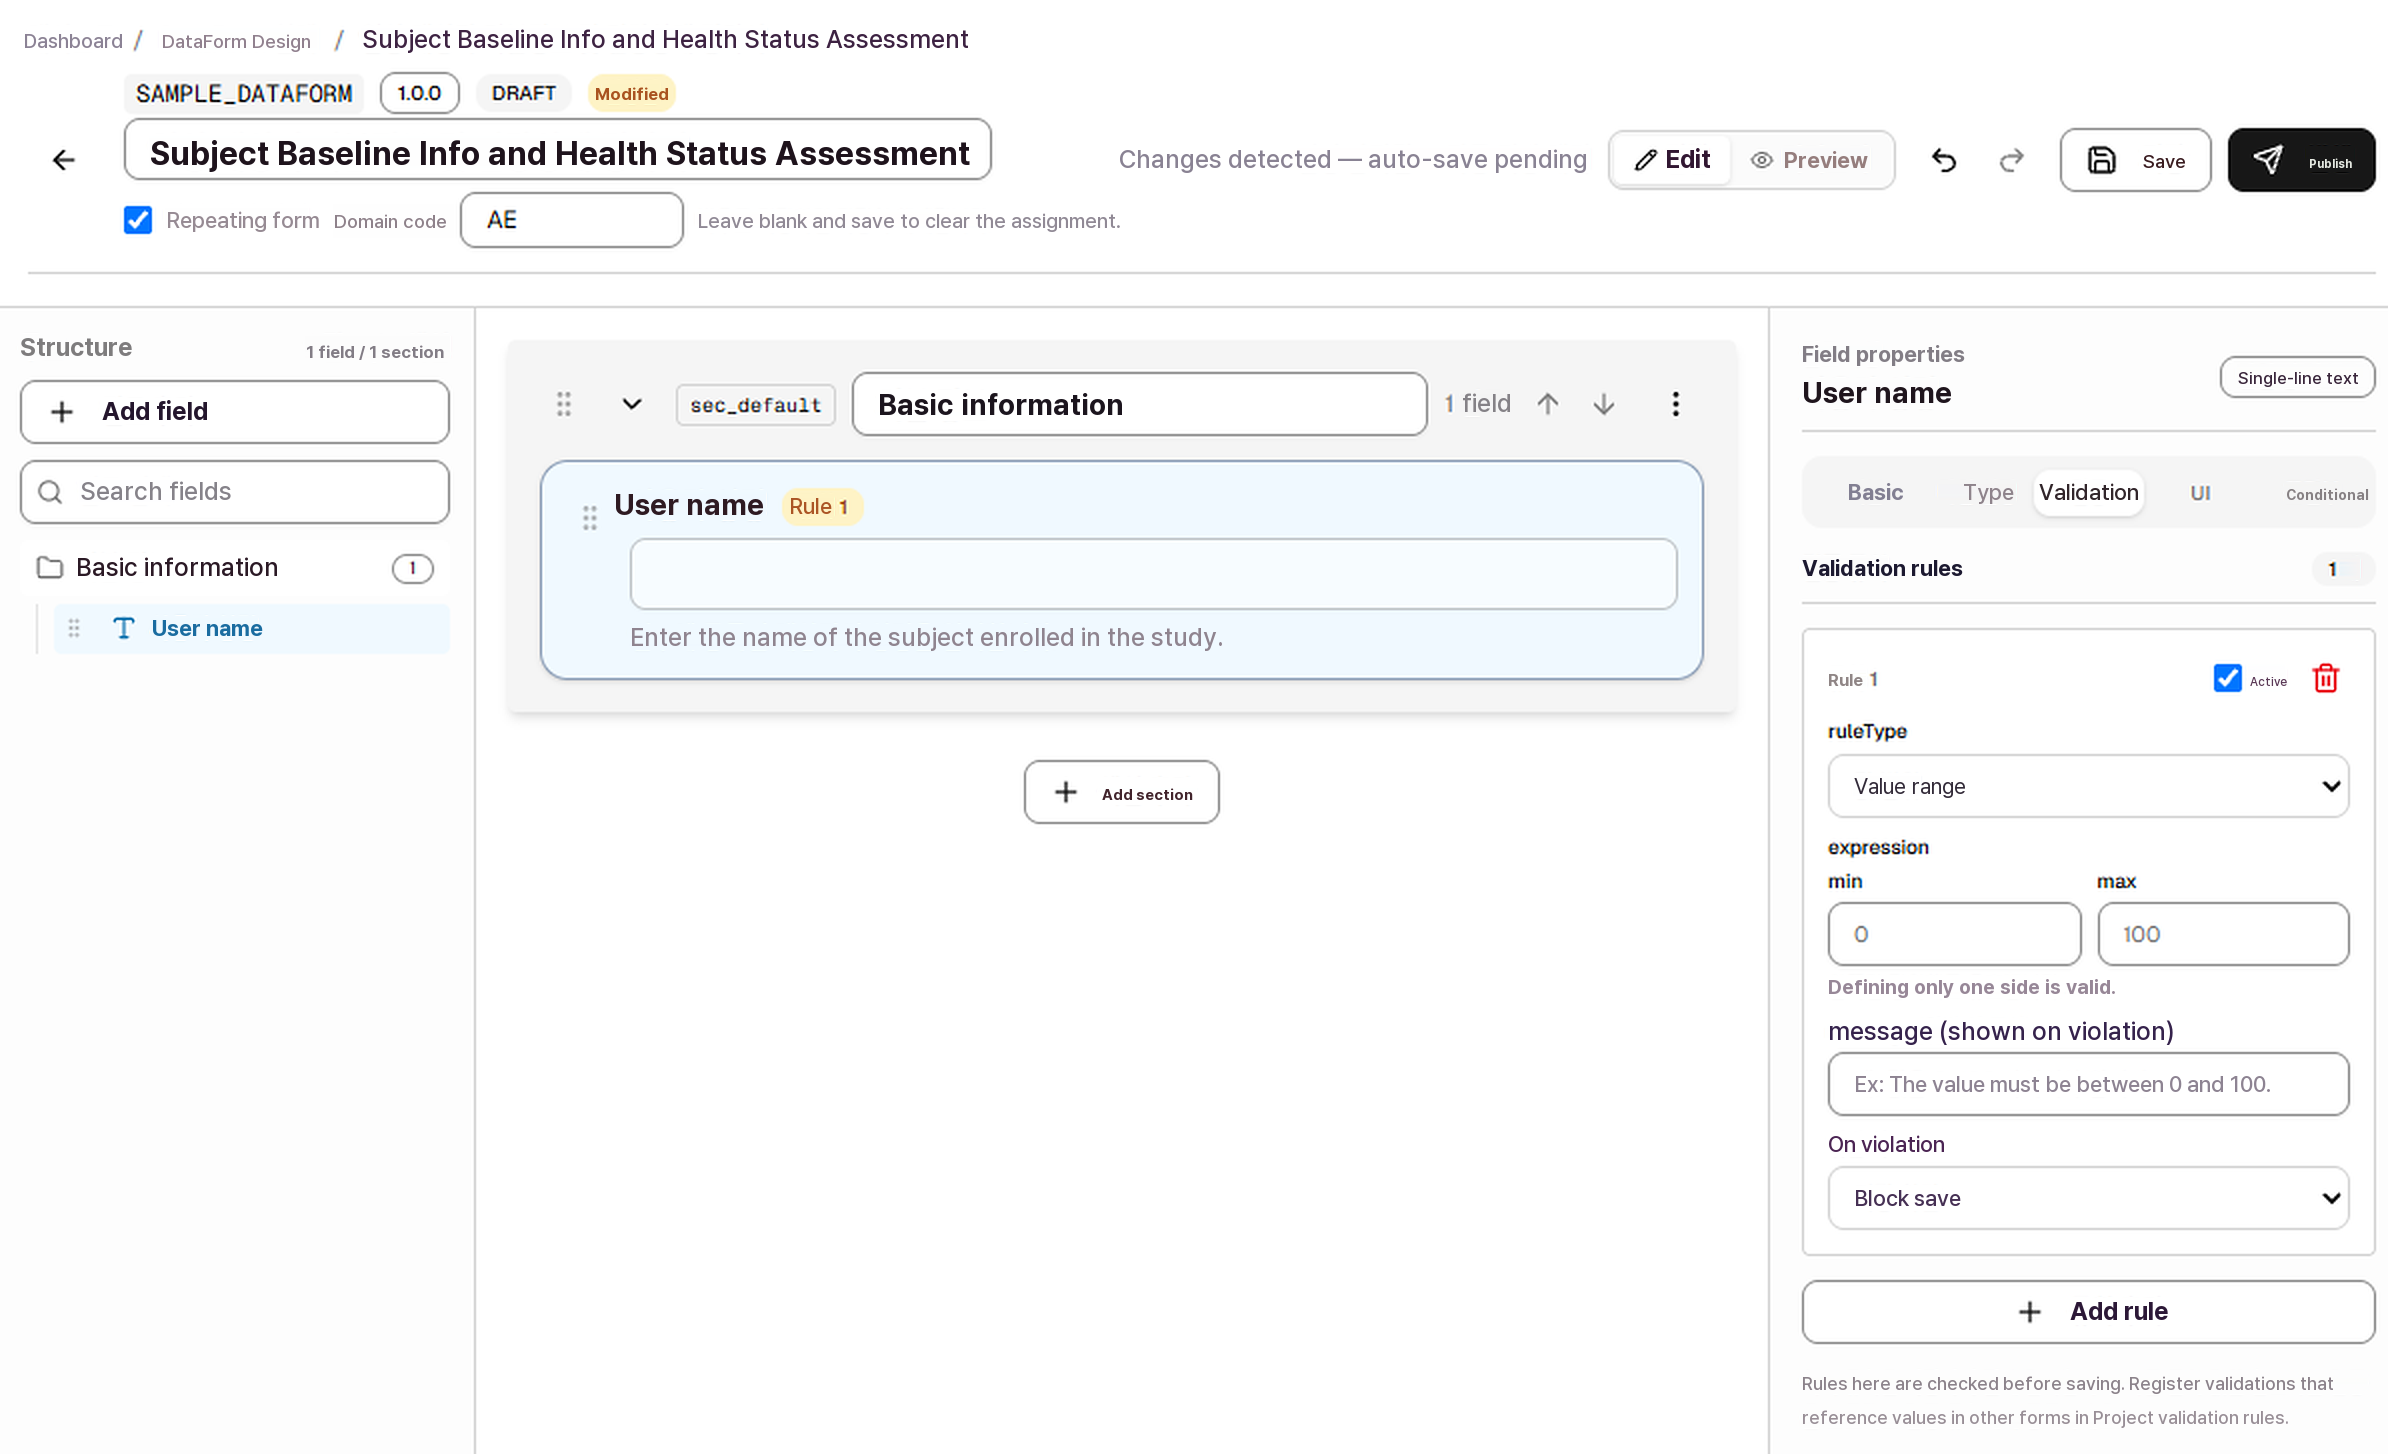 Dashboard / DataForm Design / Subject Baseline Info and Health Status Assessment
SAMPLE_DATAFORM 1.0.0 DRAFT Modified
Subject Baseline Info and Health Status Assessment
Changes detected — auto-save pending Edit Preview Save Publish
Repeating form Domain code AE Leave blank and save to clear the assignment.
Structure 1 field / 1 section
Add field
Search fields
Basic information 1
User name
sec_default Basic information 1 field
User name Rule 1
Enter the name of the subject enrolled in the study.
Add section
Field properties
User name Single-line text
Basic Type Validation UI Conditional
Validation rules 1
Rule 1 Active
ruleType
Value range
expression
min max
0 100
Defining only one side is valid.
message (shown on violation)
Ex: The value must be between 0 and 100.
On violation
Block save
Add rule
Rules here are checked before saving. Register validations that
reference values in other forms in Project validation rules.